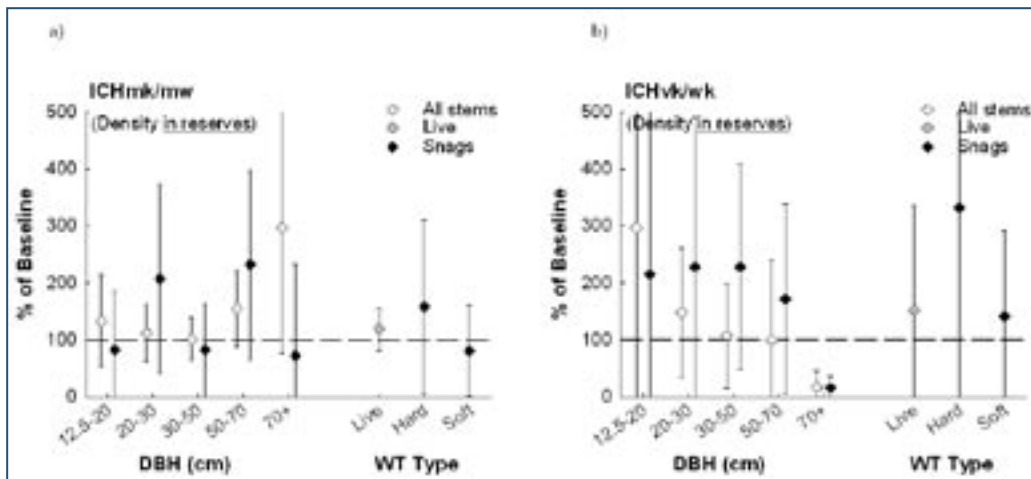 a)
ICHmk/mw
(Density in reserves)
All stems
Live
Snags
% of Baseline
500
400
300
200
100
0
12.5-20
20-30
30-50
50-70
70+
Live
Hard
Soft
DBH (cm)
WT Type
b)
ICHvk/wk
(Density in reserves)
All stems
Live
Snags
% of Baseline
500
400
300
200
100
0
12.5-20
20-30
30-50
50-70
70+
Live
Hard
Soft
DBH (cm)
WT Type